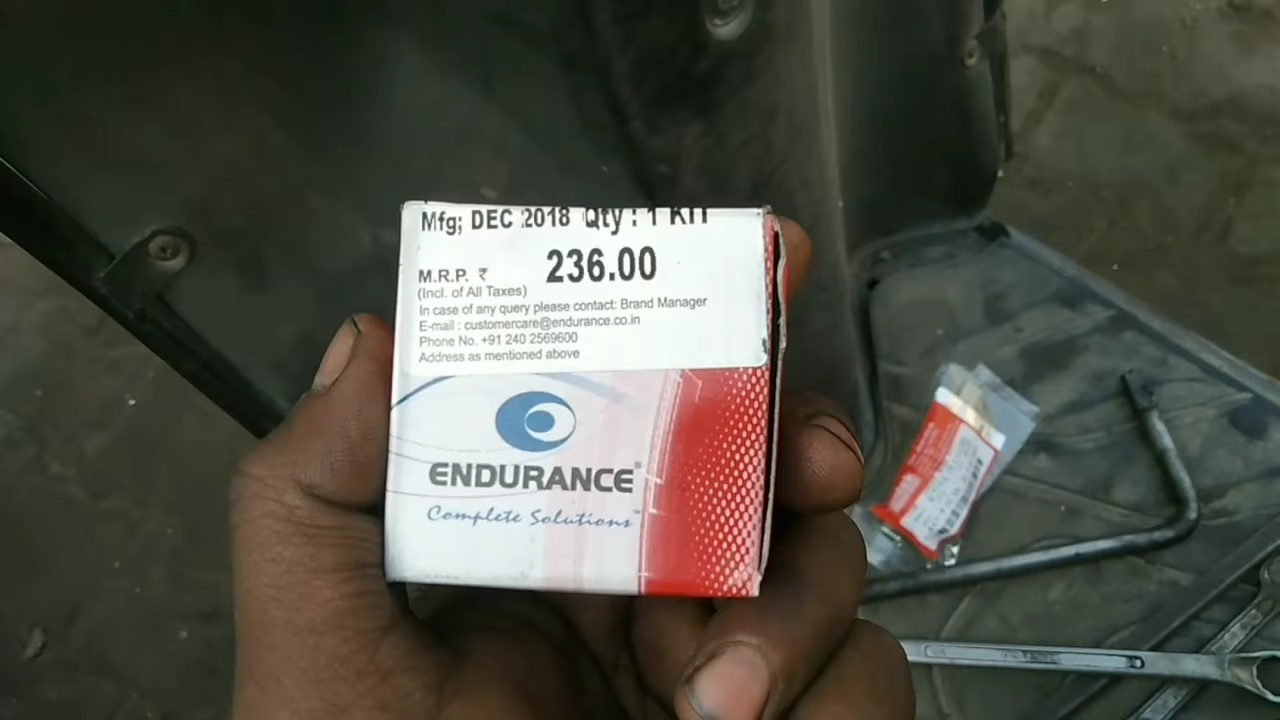 Mfg; DEC 2018 Qty : 1 KIT
M.R.P. ₹ 236.00
(Incl. of All Taxes)
In case of any query please contact: Brand Manager
E-mail : customercare@endurance.co.in
Phone No. +91 240 2569600
Address as mentioned above
ENDURANCE
Complete Solutions